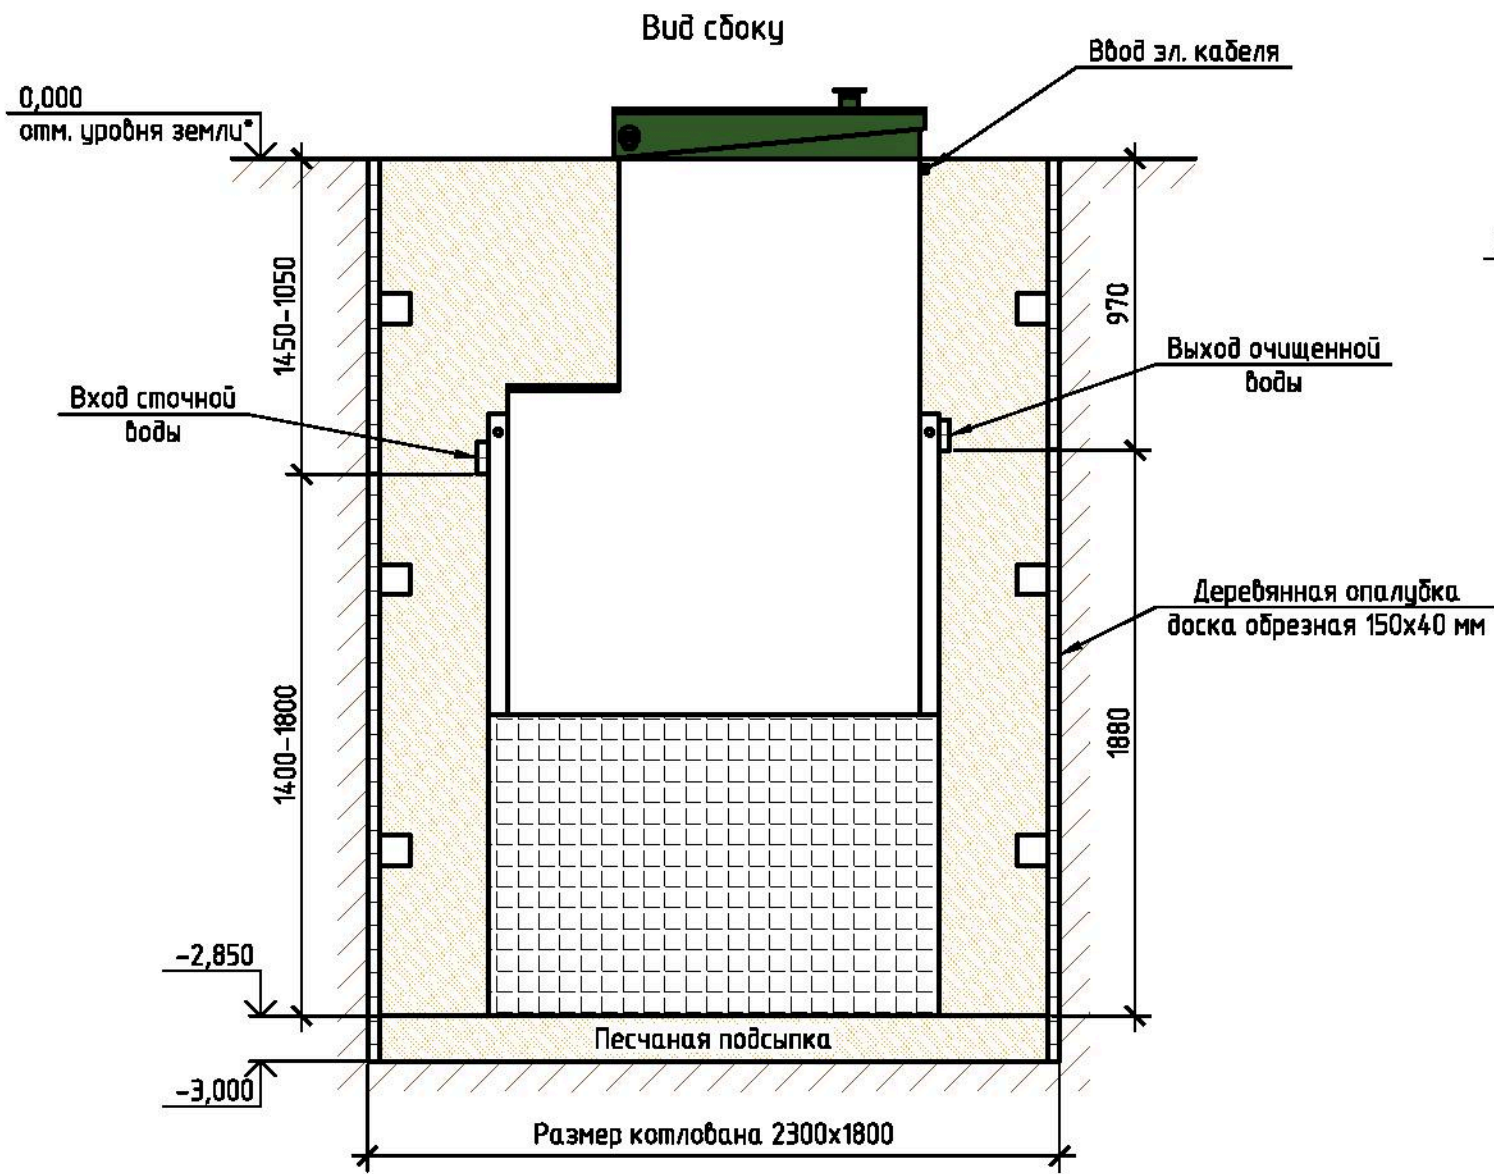 Вид сбоку
Ввод эл. кабеля
0,000
отм. уровня земли*
1450-1050
970
Выход очищенной
воды
Вход сточной
воды
Деревянная опалубка
доска обрезная 150х40 мм
1400-1800
1880
-2,850
Песчаная подсыпка
-3,000
Размер котлована 2300х1800